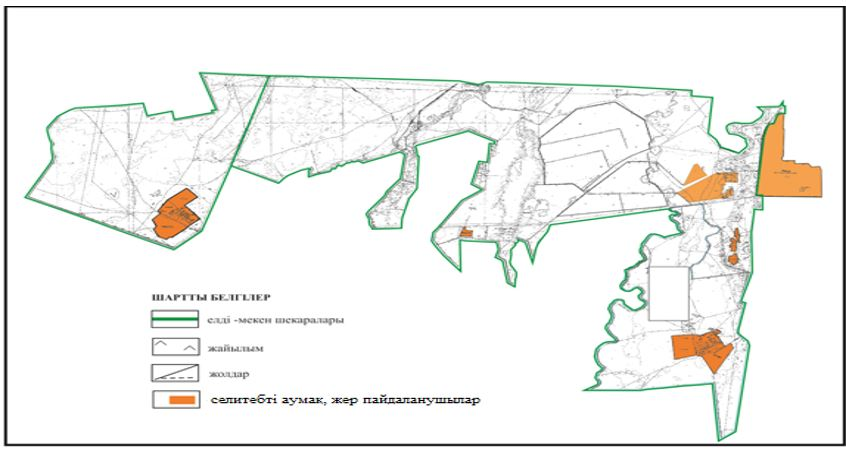 ШАРТТЫ БЕЛГІЛЕР
елді -мекен шекаралары
жайылым
жолдар
селитебті аумак, жер пайдаланушылар